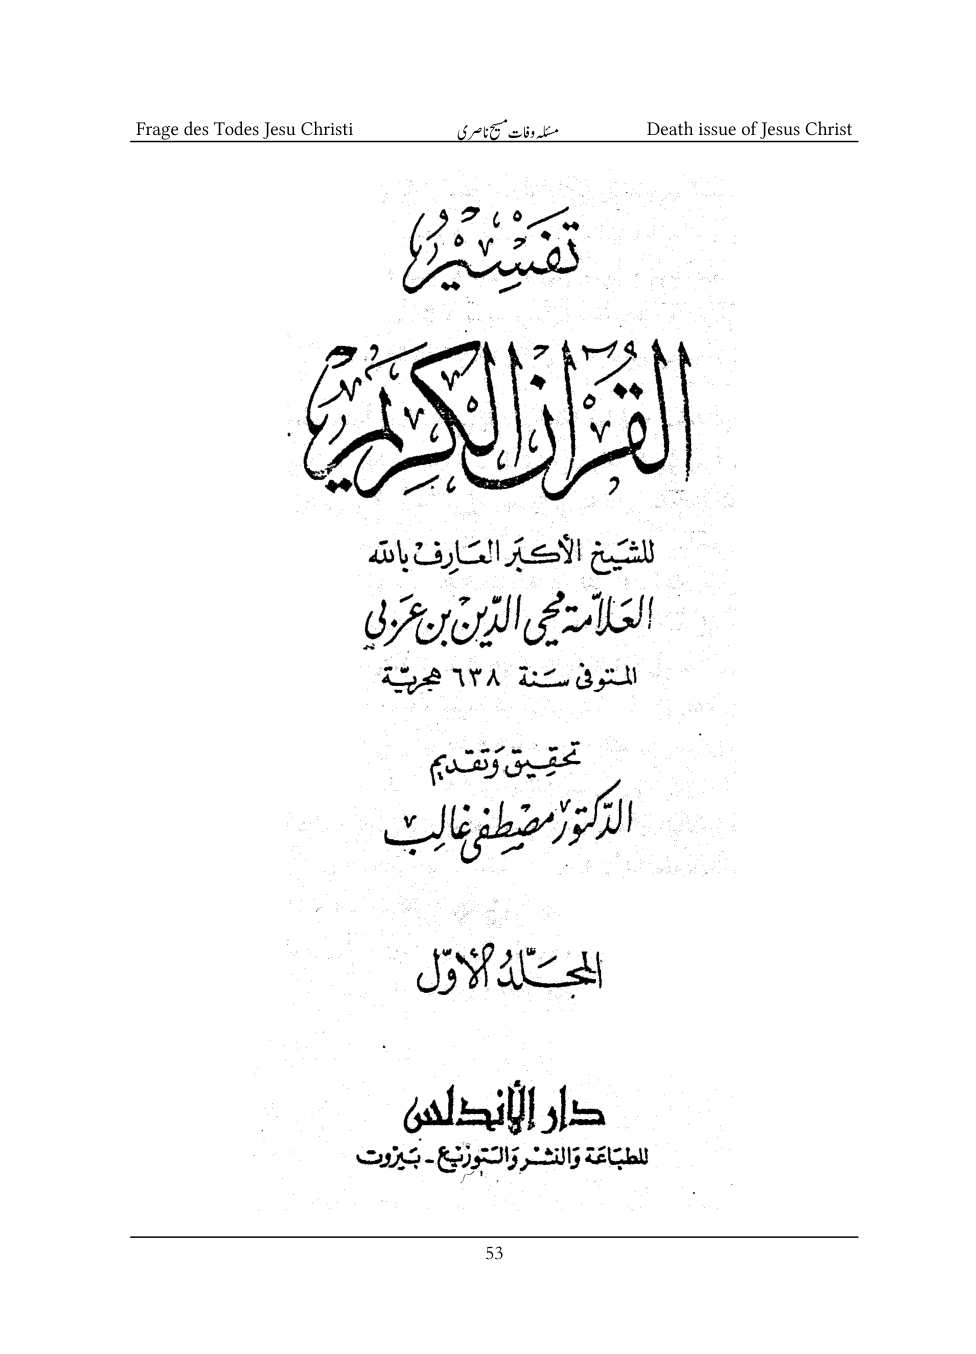 Frage des Todes Jesu Christi مسئلہ وفات مسیح ناصری Death issue of Jesus Christ
تفسير
القرآن الكريم
للشيخ الأكبر العارف بالله
العلامة محيي الدين بن عربي
المتوفى سنة ٦٣٨ هجرية
تحقيق وتقديم
الدكتور مصطفى غالب
المجلد الأول
دار الأندلس
للطباعة والنشر والتوزيع - بيروت
53